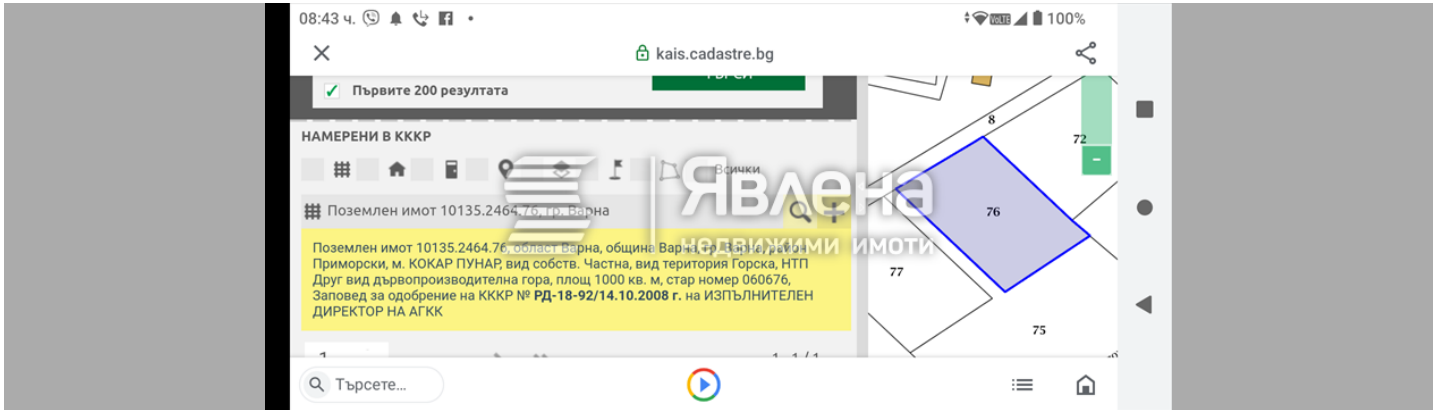 08:43 ч.
100%
kais.cadastre.bg
Първите 200 резултата
НАМЕРЕНИ В КККР
Всички
Поземлен имот 10135.2464.76, гр. Варна
Поземлен имот 10135.2464.76, област Варна, община Варна, гр. Варна, район
Приморски, м. КОКАР ПУНАР, вид собств. Частна, вид територия Горска, НТП
Друг вид дървопроизводителна гора, площ 1000 кв. м, стар номер 060676,
Заповед за одобрение на КККР № РД-18-92/14.10.2008 г. на ИЗПЪЛНИТЕЛЕН
ДИРЕКТОР НА АГКК
8
72
76
77
75
Явлена
НЕДВИЖИМИ ИМОТИ
Търсете...